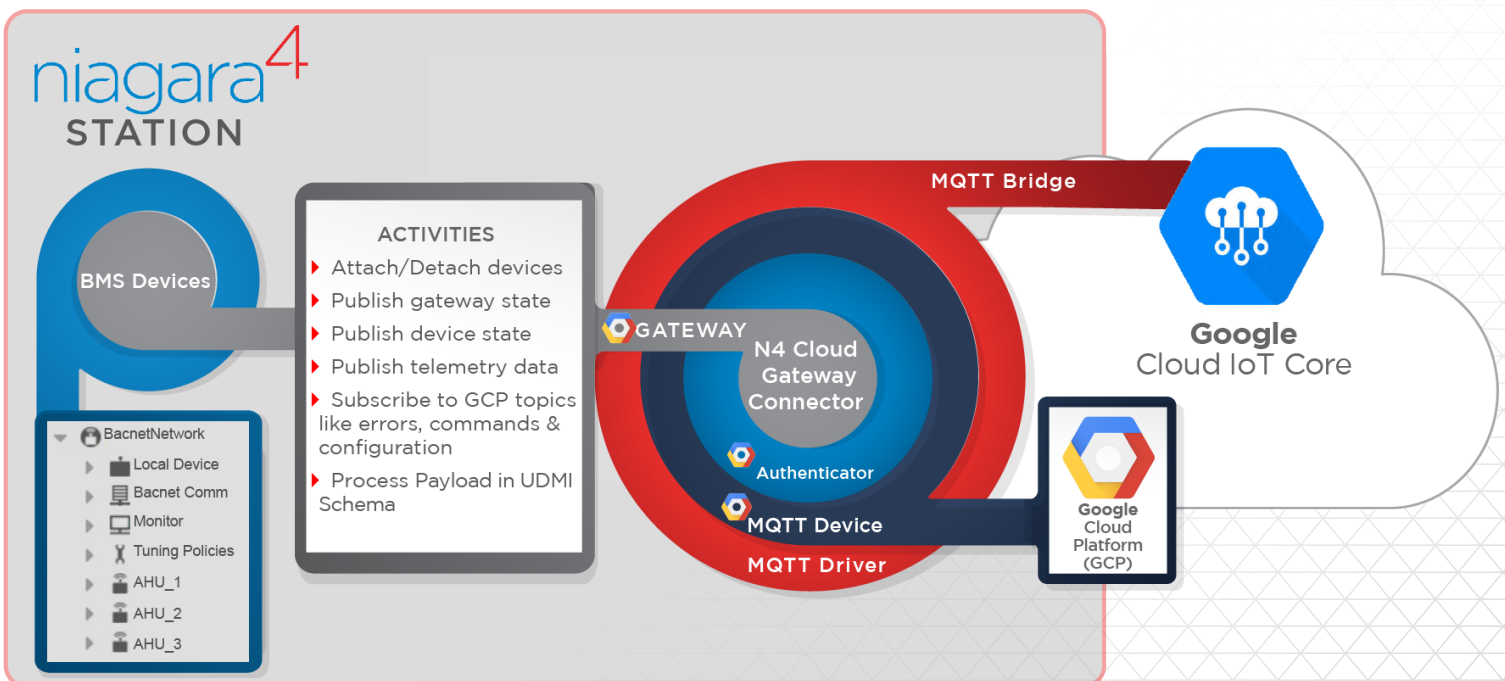 niagara4
STATION
BMS Devices
BacnetNetwork
Local Device
Bacnet Comm
Monitor
Tuning Policies
AHU_1
AHU_2
AHU_3
ACTIVITIES
Attach/Detach devices
Publish gateway state
Publish device state
Publish telemetry data
Subscribe to GCP topics
like errors, commands &
configuration
Process Payload in UDMI
Schema
GATEWAY
N4 Cloud
Gateway
Connector
Authenticator
MQTT Device
MQTT Driver
MQTT Bridge
Google
Cloud IoT Core
Google
Cloud
Platform
(GCP)